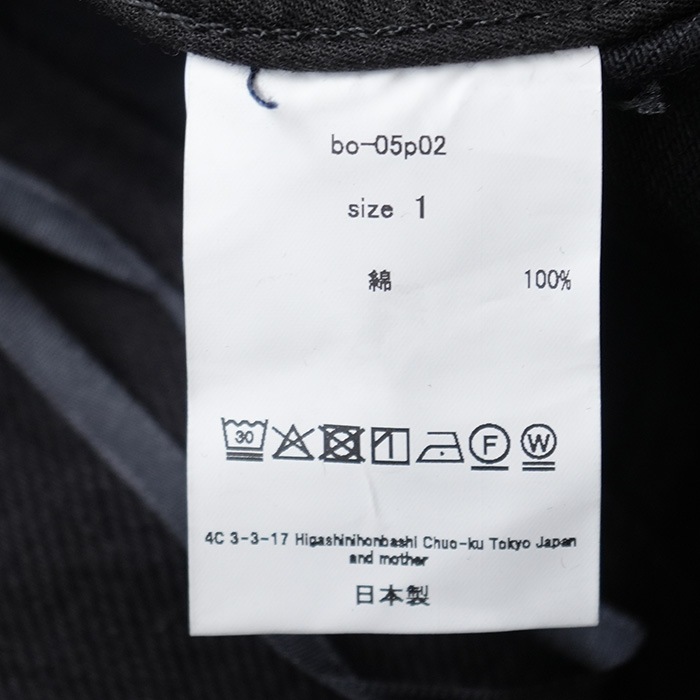 bo-05p02
size 1
綿 100%
30 F W
4C 3-3-17 Higashinihonbashi Chuo-ku Tokyo Japan
and mother
日本製